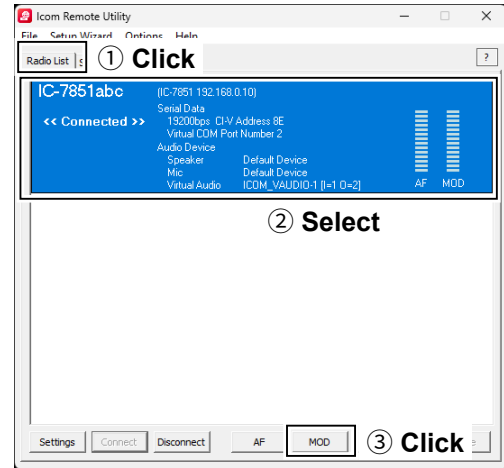 Icom Remote Utility
File Setup Wizard Options Help
Radio List
① Click
?
IC-7851abc (IC-7851 192.168.0.10)
Serial Data
<< Connected >> 19200bps CI-V Address 8E
Virtual COM Port Number 2
Audio Device
Speaker Default Device
Mic Default Device
Virtual Audio ICOM_VAUDIO-1 [I=1 O=2] AF MOD
② Select
Settings Connect Disconnect AF MOD ③ Click